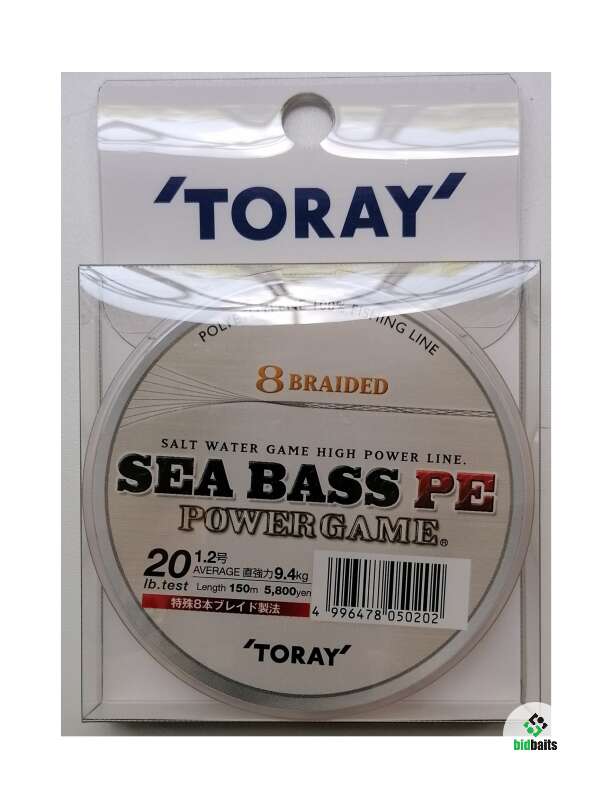 'TORAY'
100% FISHING LINE
8 BRAIDED
SALT WATER GAME HIGH POWER LINE.
SEA BASS PE
POWER GAME®
20 1.2号
lb.test AVERAGE 直強力 9.4kg
Length 150m 5,800yen
特殊8本ブレイド製法
4 996478 050202
'TORAY'
bidbaits